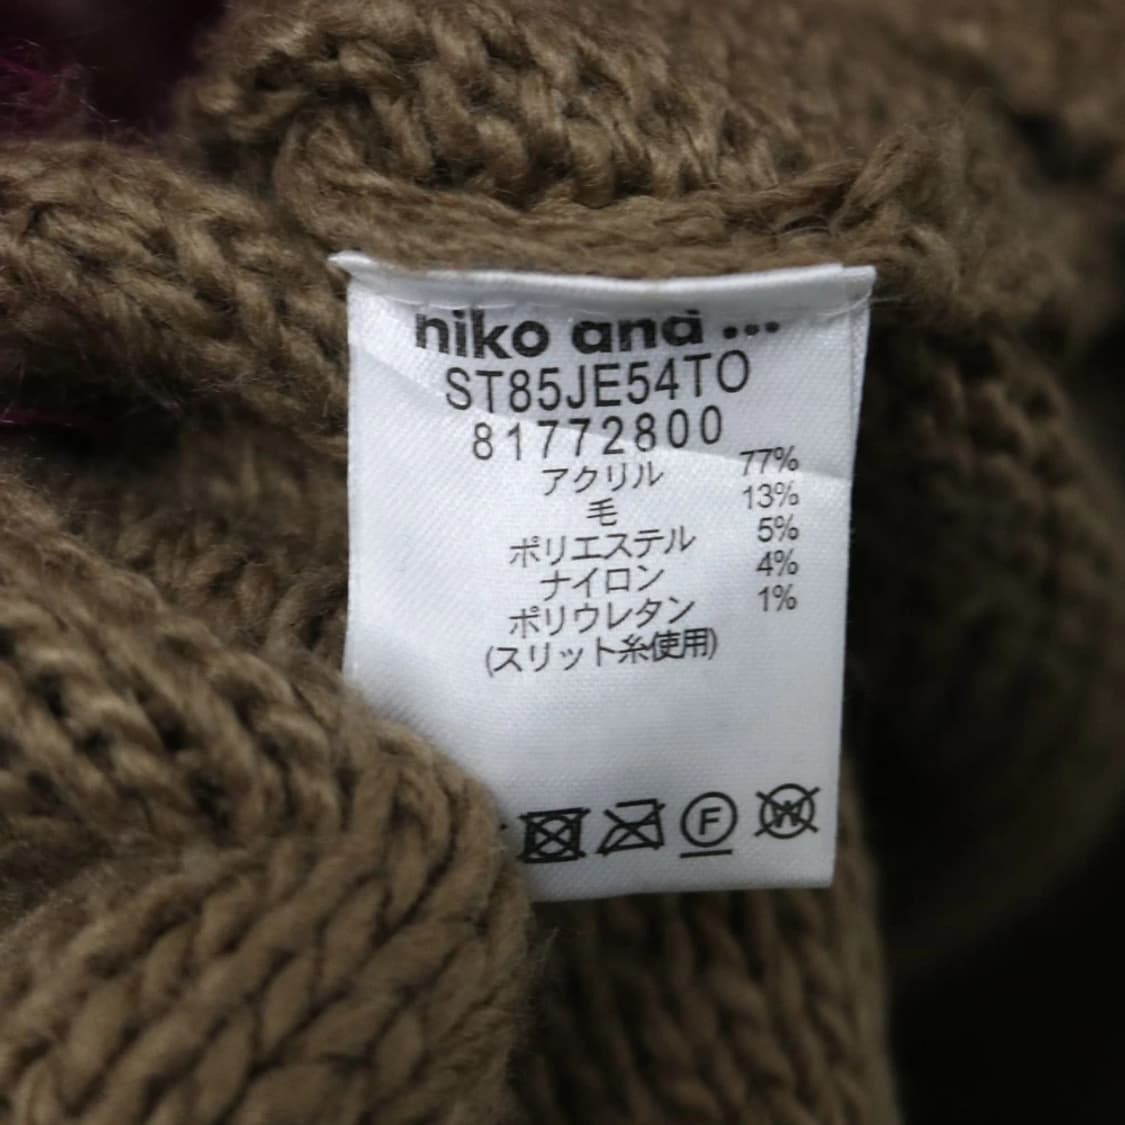 niko and ...
ST85JE54TO
81772800
アクリル 77%
毛 13%
ポリエステル 5%
ナイロン 4%
ポリウレタン 1%
(スリット糸使用)
F W